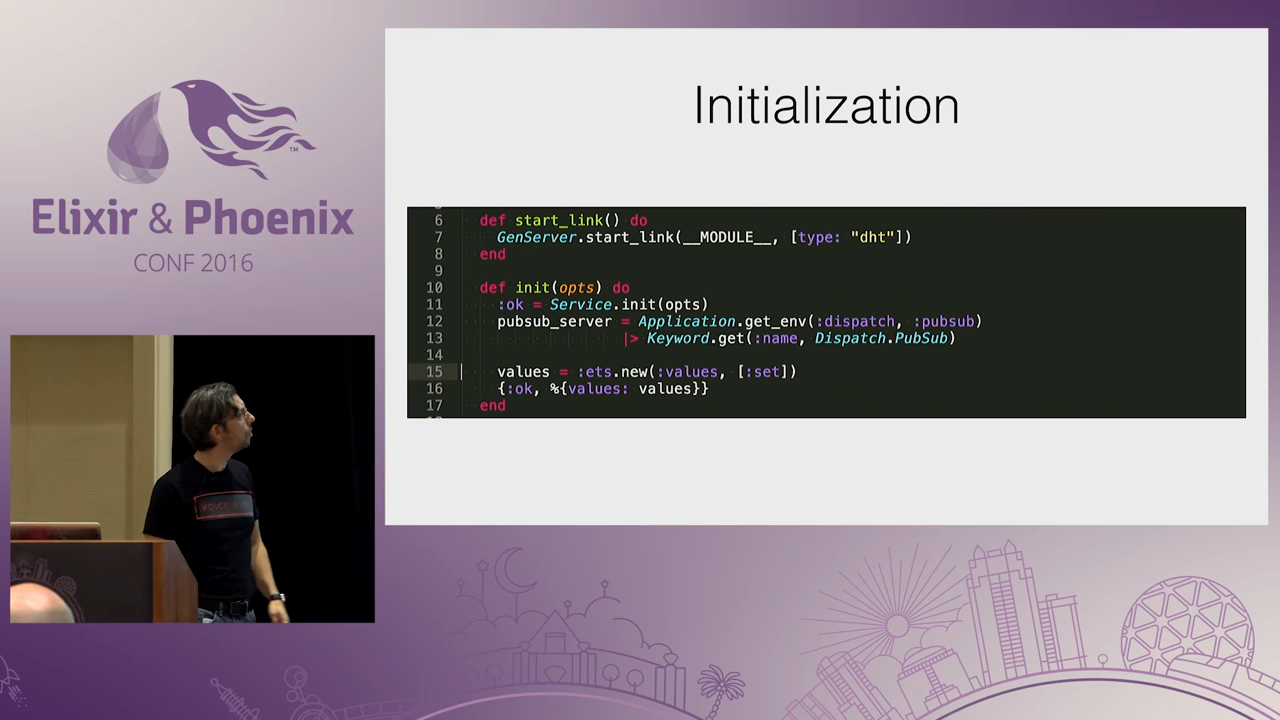 Elixir & Phoenix
TM
CONF 2016
Initialization
6 def start_link() do
7 GenServer.start_link(__MODULE__, [type: "dht"])
8 end
9
10 def init(opts) do
11 :ok = Service.init(opts)
12 pubsub_server = Application.get_env(:dispatch, :pubsub)
13 |> Keyword.get(:name, Dispatch.PubSub)
14
15 values = :ets.new(:values, [:set])
16 {:ok, %{values: values}}
17 end